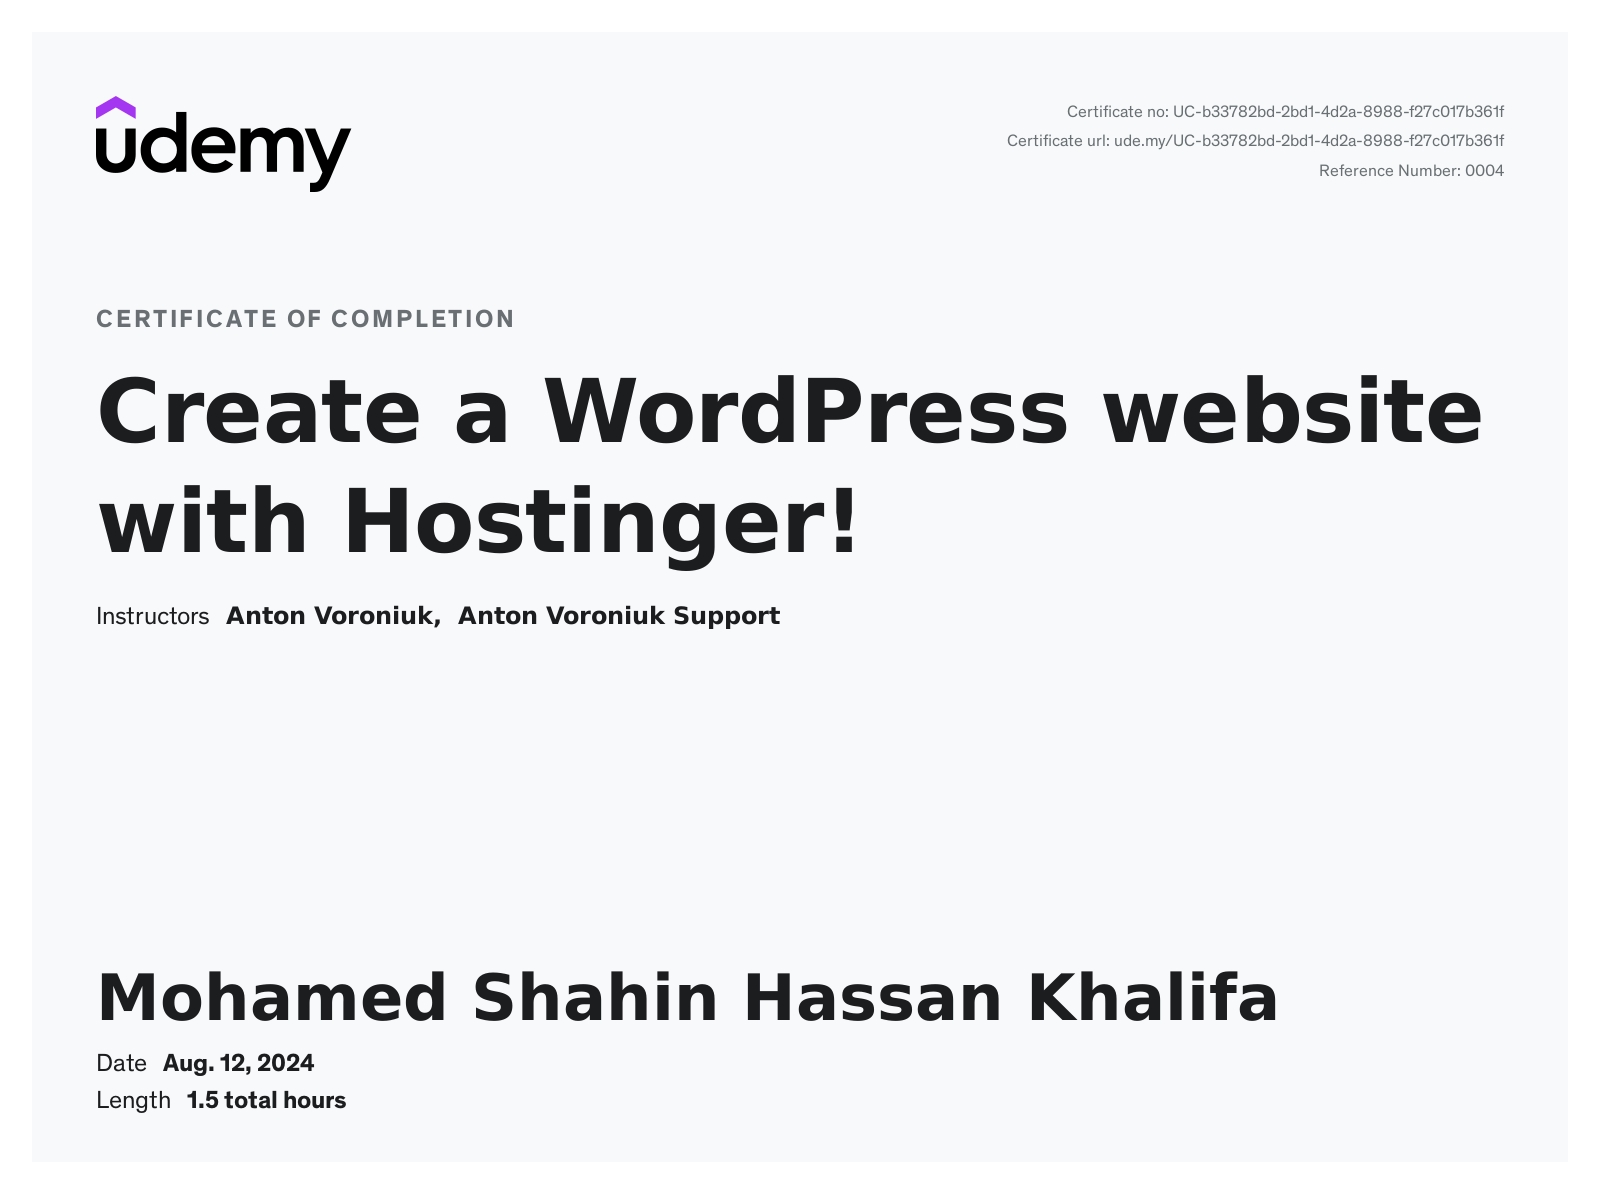 udemy
Certificate no: UC-b33782bd-2bd1-4d2a-8988-f27c017b361f
Certificate url: ude.my/UC-b33782bd-2bd1-4d2a-8988-f27c017b361f
Reference Number: 0004
CERTIFICATE OF COMPLETION
Create a WordPress website
with Hostinger!
Instructors Anton Voroniuk, Anton Voroniuk Support
Mohamed Shahin Hassan Khalifa
Date Aug. 12, 2024
Length 1.5 total hours